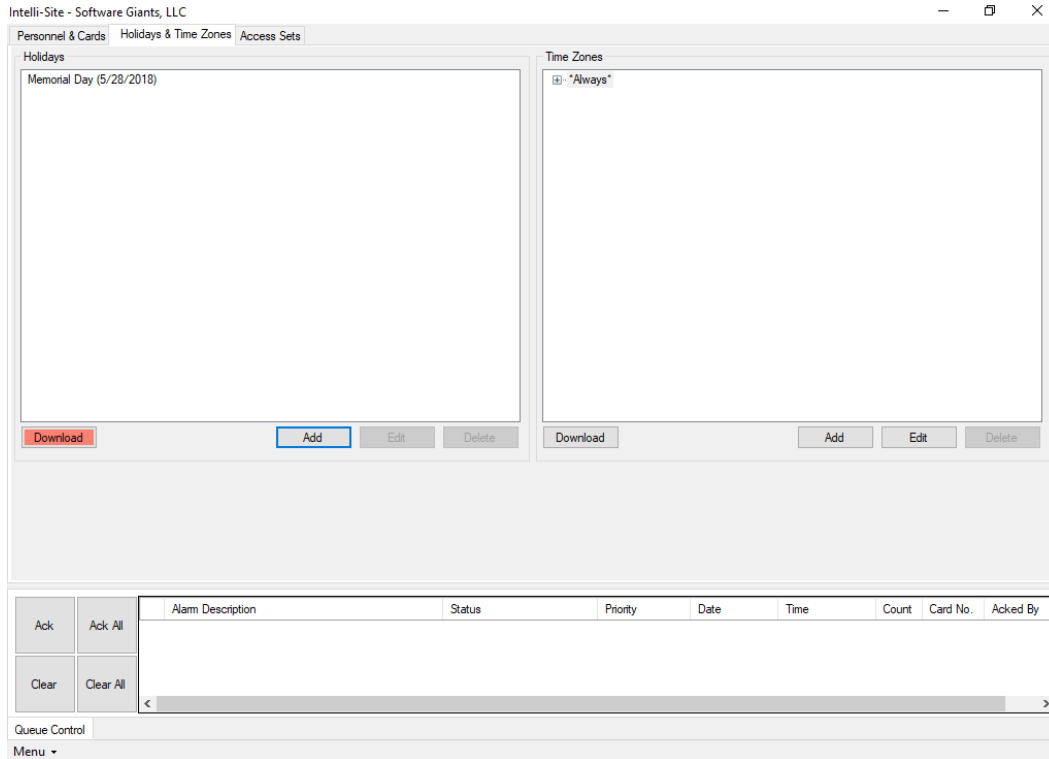 Intelli-Site - Software Giants, LLC
Personnel & Cards Holidays & Time Zones Access Sets
Holidays
Memorial Day (5/28/2018)
Download Add Edit Delete
Time Zones
"Always"
Download Add Edit Delete
Ack Ack All
Clear Clear All
Alarm Description Status Priority Date Time Count Card No. Acked By
Queue Control
Menu